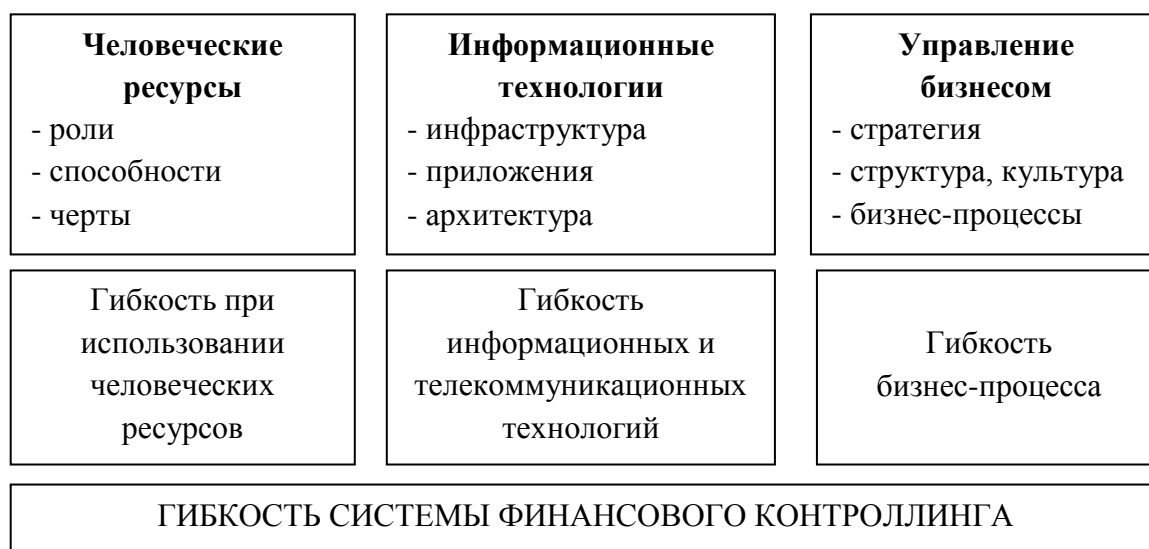 Человеческие
ресурсы
- роли
- способности
- черты
Информационные
технологии
- инфраструктура
- приложения
- архитектура
Управление
бизнесом
- стратегия
- структура, культура
- бизнес-процессы
Гибкость при
использовании
человеческих
ресурсов
Гибкость
информационных и
телекоммуникационных
технологий
Гибкость
бизнес-процесса
ГИБКОСТЬ СИСТЕМЫ ФИНАНСОВОГО КОНТРОЛЛИНГА